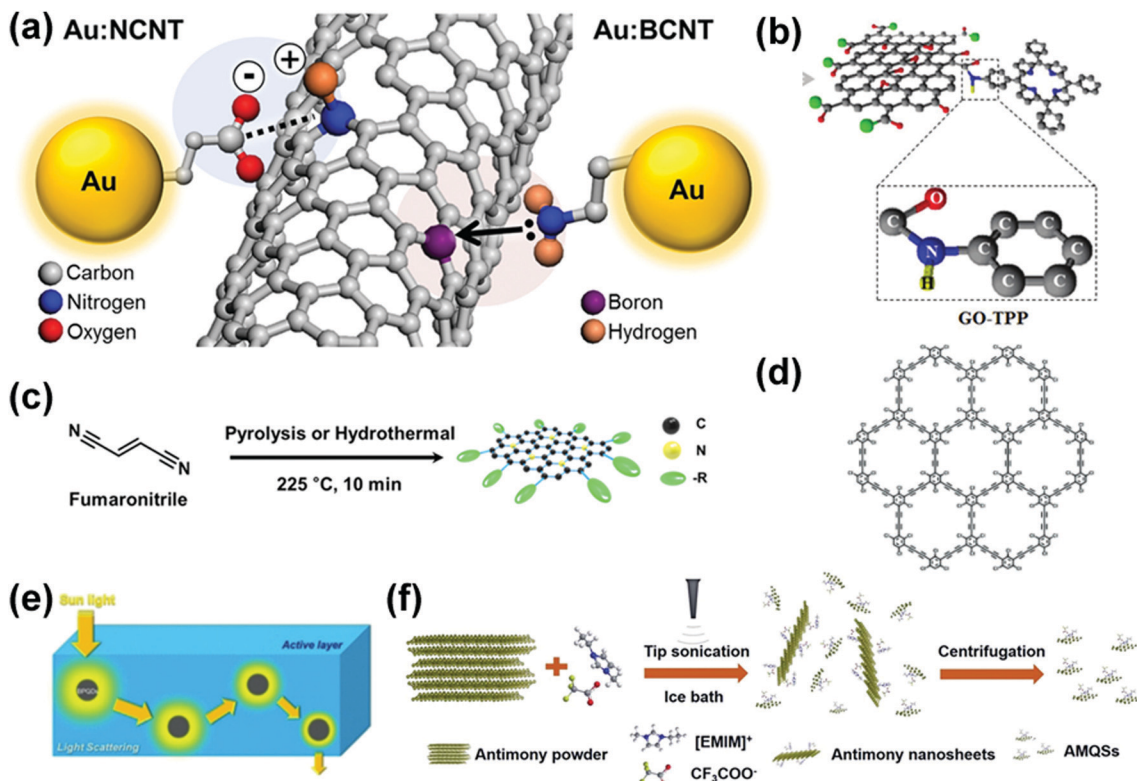 (a)
Au:NCNT
Au:BCNT
-
+
Au
Au
Carbon
Nitrogen
Oxygen
Boron
Hydrogen
(b)
O
C
N
H
C
C
C
C
C
C
GO-TPP
(c)
N
N
Fumaronitrile
Pyrolysis or Hydrothermal
225 °C, 10 min
C
N
-R
(d)
(e)
Sun light
Active layer
Light Scattering
(f)
Tip sonication
Ice bath
Centrifugation
Antimony powder
[EMIM]+
CF₃COO⁻
Antimony nanosheets
AMQSs